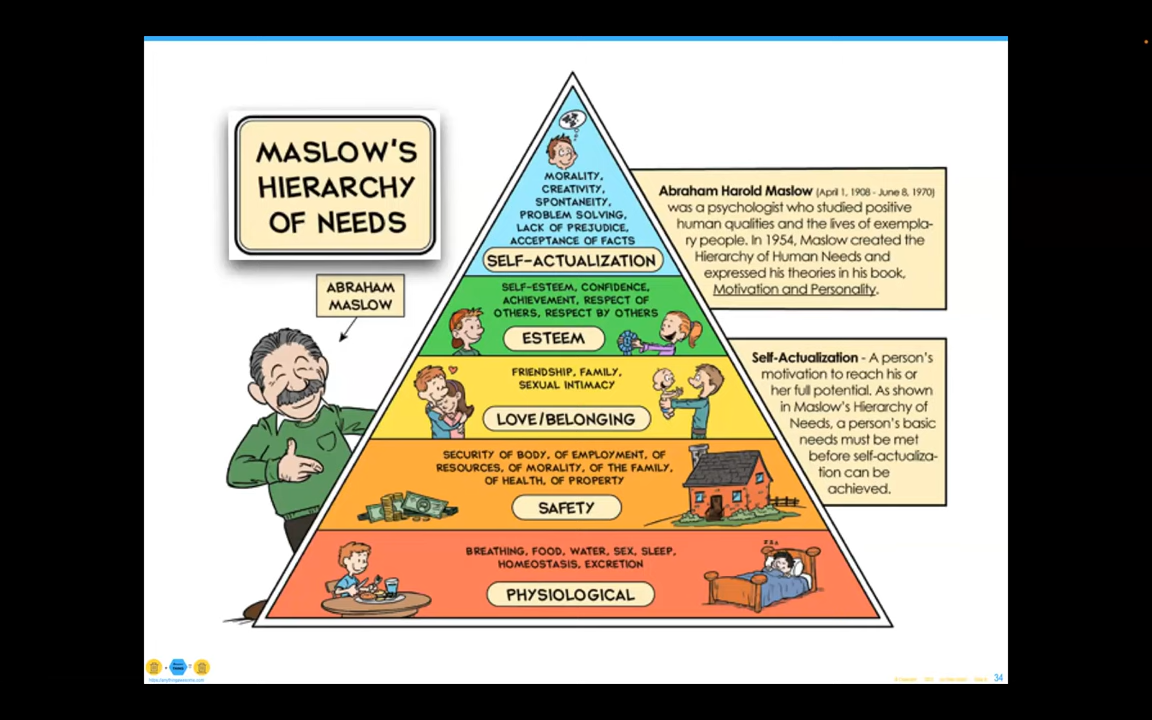 MASLOW'S
HIERARCHY
OF NEEDS
ABRAHAM
MASLOW
MORALITY,
CREATIVITY,
SPONTANEITY,
PROBLEM SOLVING,
LACK OF PREJUDICE,
ACCEPTANCE OF FACTS
SELF-ACTUALIZATION
SELF-ESTEEM, CONFIDENCE,
ACHIEVEMENT, RESPECT OF
OTHERS, RESPECT BY OTHERS
ESTEEM
FRIENDSHIP, FAMILY,
SEXUAL INTIMACY
LOVE/BELONGING
SECURITY OF BODY, OF EMPLOYMENT, OF
RESOURCES, OF MORALITY, OF THE FAMILY,
OF HEALTH, OF PROPERTY
SAFETY
BREATHING, FOOD, WATER, SEX, SLEEP,
HOMEOSTASIS, EXCRETION
PHYSIOLOGICAL
zzz
Abraham Harold Maslow (April 1, 1908 - June 8, 1970)
was a psychologist who studied positive
human qualities and the lives of exempla-
ry people. In 1954, Maslow created the
Hierarchy of Human Needs and
expressed his theories in his book,
Motivation and Personality.
Self-Actualization - A person's
motivation to reach his or
her full potential. As shown
in Maslow's Hierarchy of
Needs, a person's basic
needs must be met
before self-actualiza-
tion can be
achieved.
34